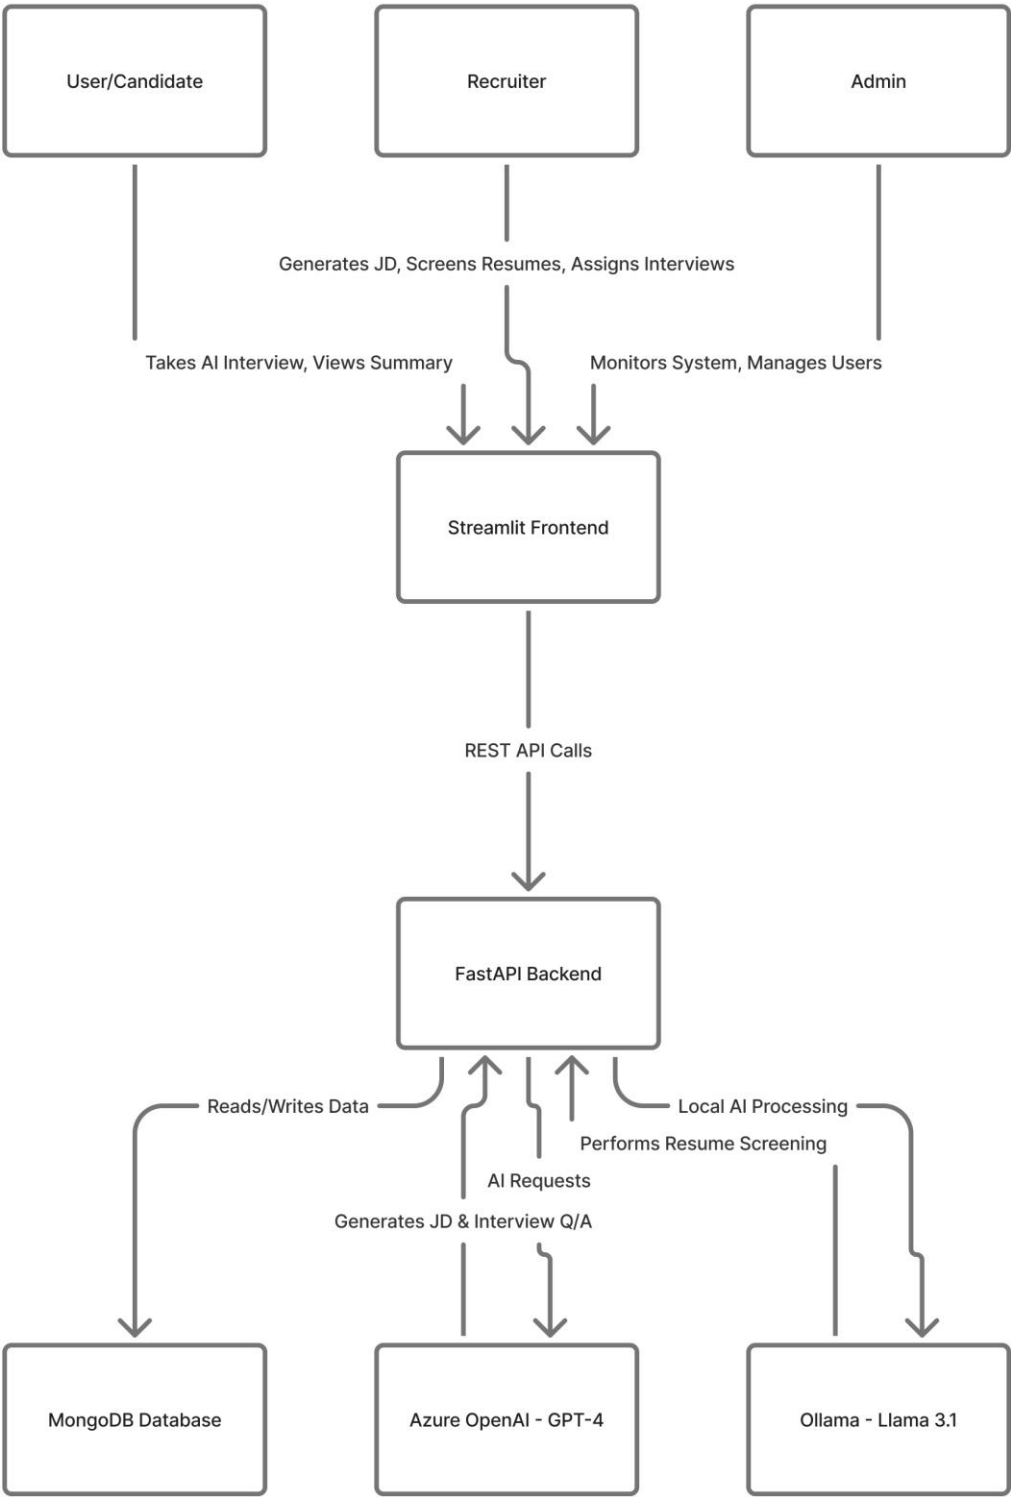 User/Candidate
Recruiter
Admin
Generates JD, Screens Resumes, Assigns Interviews
Takes AI Interview, Views Summary
Monitors System, Manages Users
Streamlit Frontend
REST API Calls
FastAPI Backend
Reads/Writes Data
Local AI Processing
Performs Resume Screening
AI Requests
Generates JD & Interview Q/A
MongoDB Database
Azure OpenAI - GPT-4
Ollama - Llama 3.1